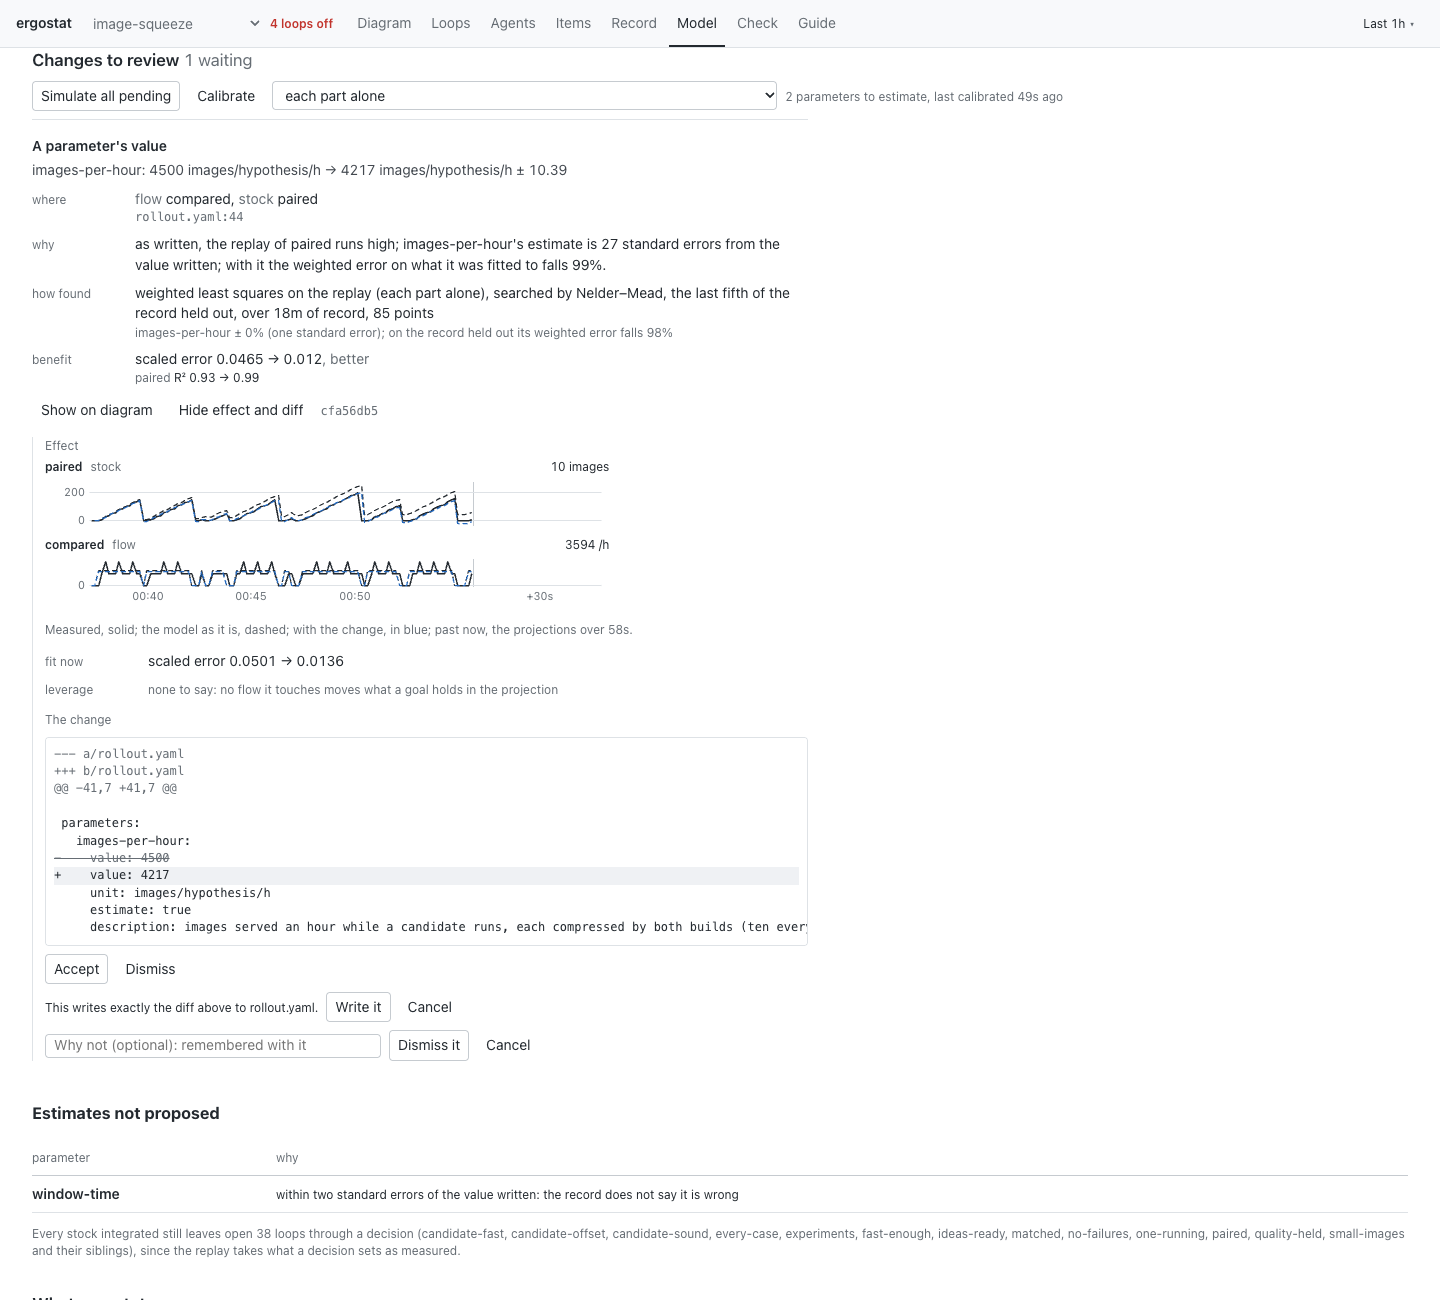 ergostat image-squeeze 4 loops off Diagram Loops Agents Items Record Model Check Guide Last 1h
Changes to review 1 waiting
Simulate all pending Calibrate each part alone 2 parameters to estimate, last calibrated 49s ago
A parameter's value
images-per-hour: 4500 images/hypothesis/h → 4217 images/hypothesis/h ± 10.39
where flow compared, stock paired
rollout.yaml:44
why as written, the replay of paired runs high; images-per-hour's estimate is 27 standard errors from the
value written; with it the weighted error on what it was fitted to falls 99%.
how found weighted least squares on the replay (each part alone), searched by Nelder–Mead, the last fifth of the
record held out, over 18m of record, 85 points
images-per-hour ± 0% (one standard error); on the record held out its weighted error falls 98%
benefit scaled error 0.0465 → 0.012, better
paired R² 0.93 → 0.99
Show on diagram Hide effect and diff cfa56db5
Effect
paired stock 10 images
200
0
compared flow 3594 /h
0
00:40 00:45 00:50 +30s
Measured, solid; the model as it is, dashed; with the change, in blue; past now, the projections over 58s.
fit now scaled error 0.0501 → 0.0136
leverage none to say: no flow it touches moves what a goal holds in the projection
The change
--- a/rollout.yaml
+++ b/rollout.yaml
@@ -41,7 +41,7 @@
parameters:
images-per-hour:
- value: 4500
+ value: 4217
unit: images/hypothesis/h
estimate: true
description: images served an hour while a candidate runs, each compressed by both builds (ten every
Accept Dismiss
This writes exactly the diff above to rollout.yaml. Write it Cancel
Why not (optional): remembered with it Dismiss it Cancel
Estimates not proposed
parameter why
window-time within two standard errors of the value written: the record does not say it is wrong
Every stock integrated still leaves open 38 loops through a decision (candidate-fast, candidate-offset, candidate-sound, every-case, experiments, fast-enough, ideas-ready, matched, no-failures, one-running, paired, quality-held, small-images
and their siblings), since the replay takes what a decision sets as measured.